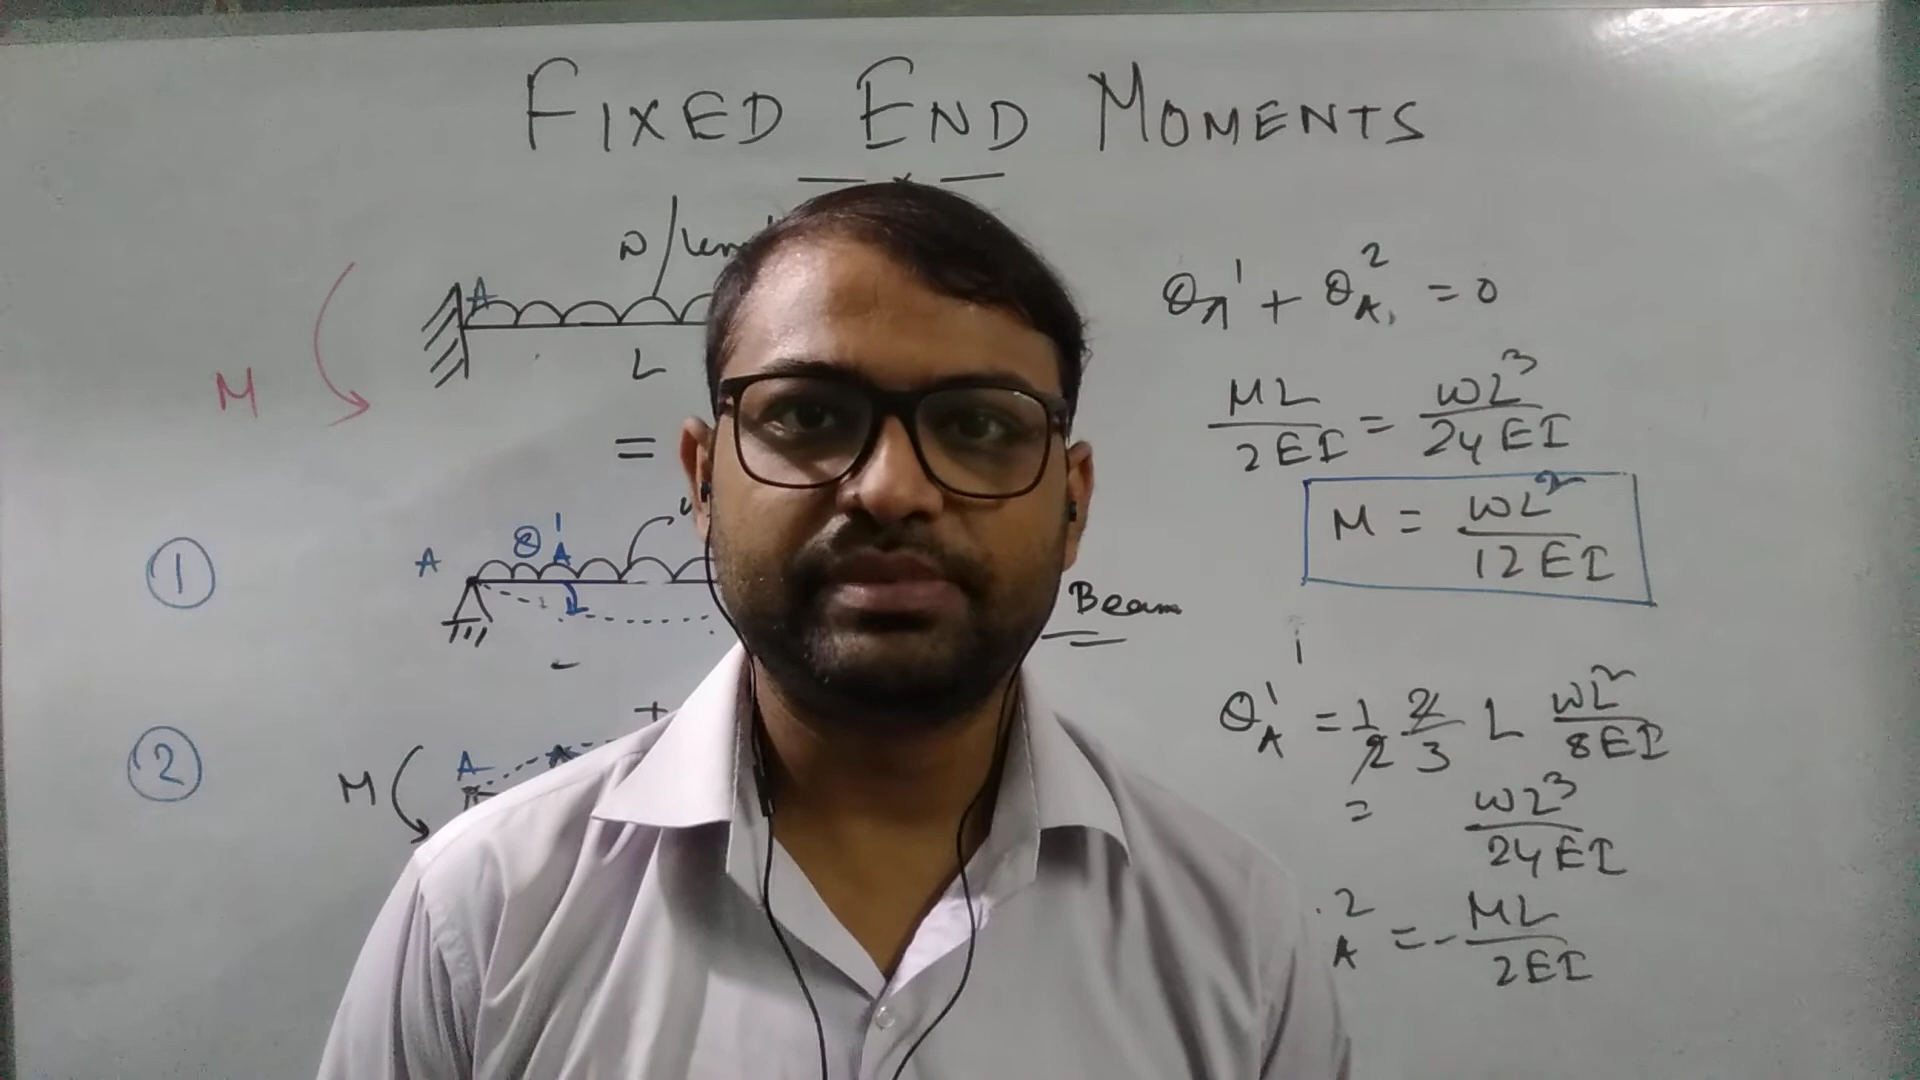 FIXED END MOMENTS
w/len
A
L
M
=
1
A
θA¹
Beam
-
+
2
M
A
A
θA¹ + θA² = 0
ML/2EI = wL³/24EI
M = wL²/12EI
θA¹ = 1/2 2/3 L wL²/8EI
= wL³/24EI
A² = - ML/2EI